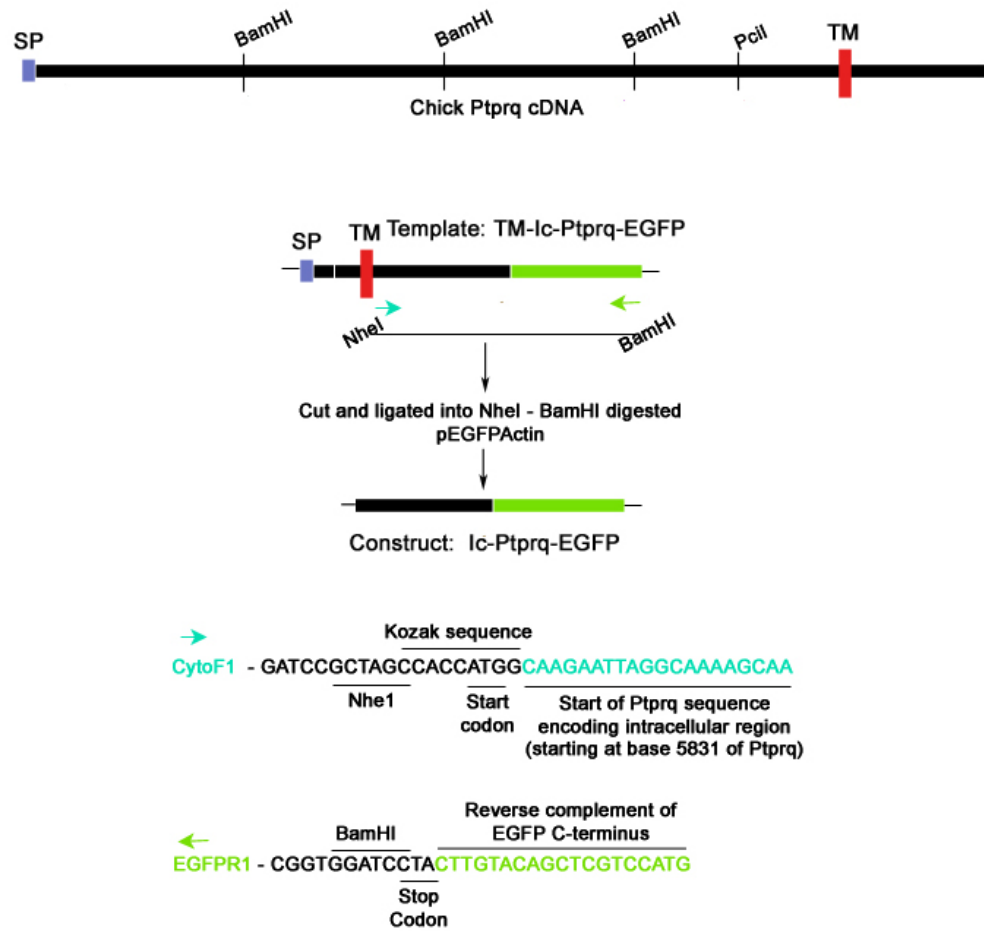 SP
BamHI
BamHI
BamHI
PciI
TM
Chick Ptprq cDNA
SP
TM
Template: TM-Ic-Ptprq-EGFP
NheI
BamHI
Cut and ligated into NheI - BamHI digested
pEGFPActin
Construct: Ic-Ptprq-EGFP
Kozak sequence
CytoF1 - GATCCGCTAGCCACCATGGCAAGAATTAGGCAAAAGCAA
Nhe1
Start
codon
Start of Ptprq sequence
encoding intracellular region
(starting at base 5831 of Ptprq)
Reverse complement of
EGFP C-terminus
BamHI
EGFPR1 - CGGTGGATCCTACTTGTACAGCTCGTCCATG
Stop
Codon